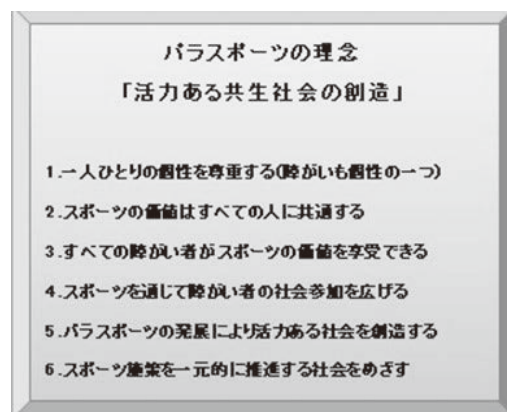 パラスポーツの理念
「活力ある共生社会の創造」
1.一人ひとりの個性を尊重する(障がいも個性の一つ)
2.スポーツの価値はすべての人に共通する
3.すべての障がい者がスポーツの価値を享受できる
4.スポーツを通じて障がい者の社会参加を広げる
5.パラスポーツの発展により活力ある社会を創造する
6.スポーツ施策を一元的に推進する社会をめざす